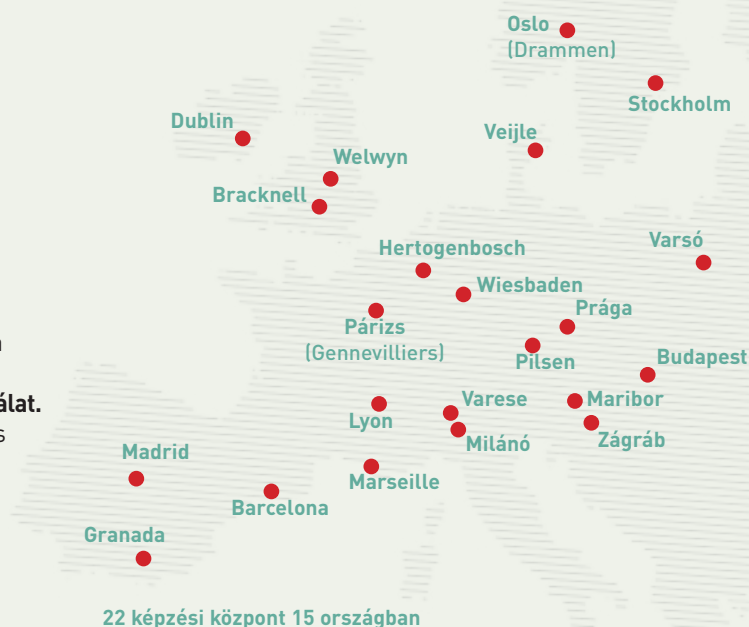 Oslo
(Drammen)
Stockholm
Dublin
Veijle
Welwyn
Bracknell
Varsó
Hertogenbosch
Wiesbaden
Prága
Párizs
(Gennevilliers)
Pilsen
Budapest
Varese
Maribor
Lyon
Milánó
Zágráb
Madrid
Marseille
Barcelona
Granada
22 képzési központ 15 országban